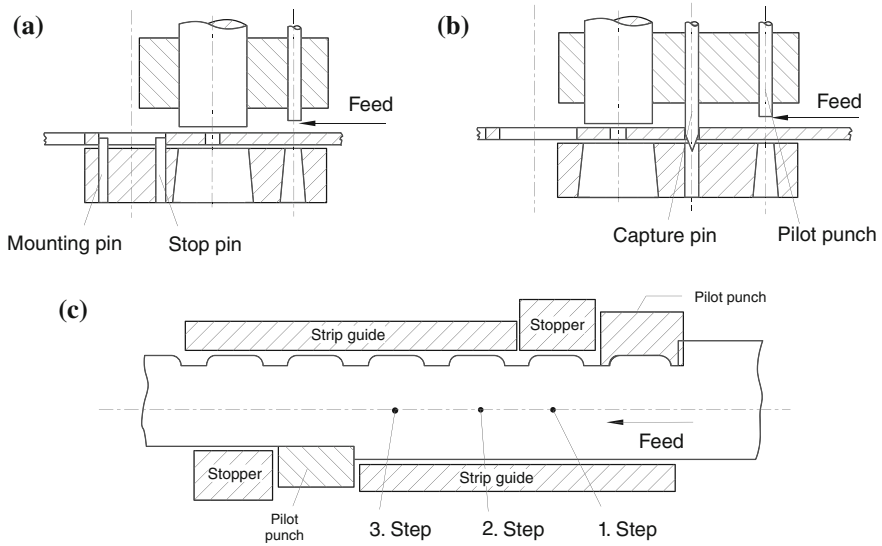 (a)
Feed
Mounting pin
Stop pin
(b)
Feed
Capture pin
Pilot punch
(c)
Pilot punch
Stopper
Strip guide
Feed
Stopper
Strip guide
Pilot
punch
3. Step
2. Step
1. Step